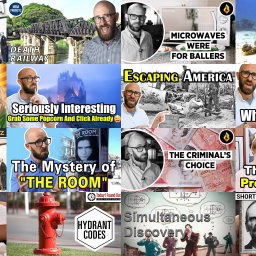 DEATH
RAILWAY
MICROWAVES
WERE
FOR BALLERS
Seriously Interesting
Grab Some Popcorn And Click Already
ESCAPING AMERICA
The Mystery of
"THE ROOM"
THE CRIMINAL'S
CHOICE
HYDRANT
CODES
Simultaneous
Discovery
SHORT